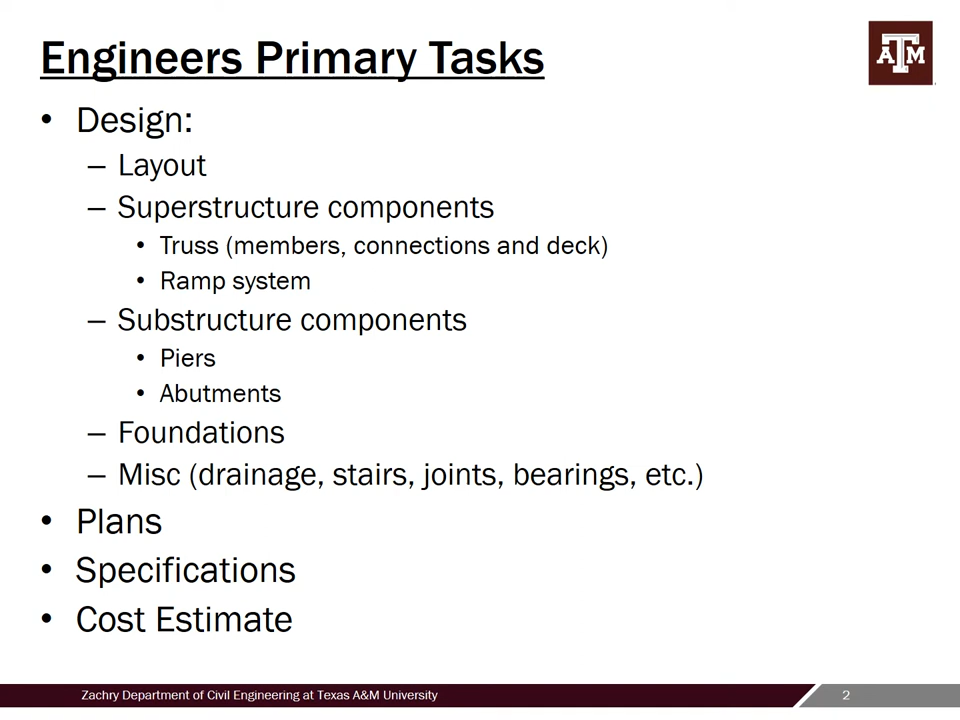 Engineers Primary Tasks
ATM
• Design:
– Layout
– Superstructure components
• Truss (members, connections and deck)
• Ramp system
– Substructure components
• Piers
• Abutments
– Foundations
– Misc (drainage, stairs, joints, bearings, etc.)
• Plans
• Specifications
• Cost Estimate
Zachry Department of Civil Engineering at Texas A&M University
2